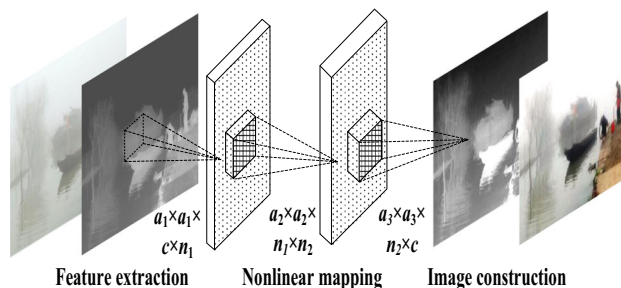 a₁×a₁×
c×n₁
a₂×a₂×
n₁×n₂
a₃×a₃×
n₂×c
Feature extraction
Nonlinear mapping
Image construction